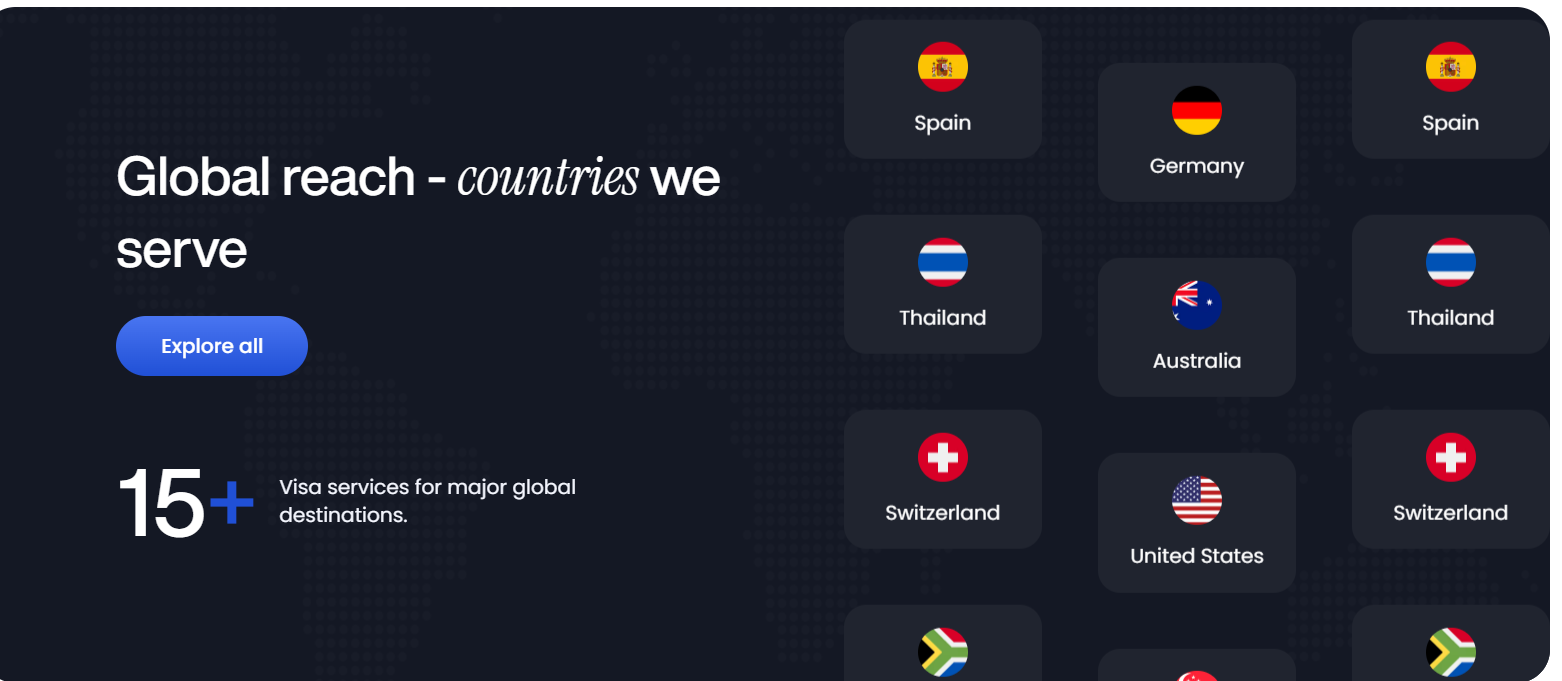 Global reach - countries we
serve
Explore all
15+
Visa services for major global
destinations.
Spain
Germany
Spain
Thailand
Australia
Thailand
Switzerland
United States
Switzerland